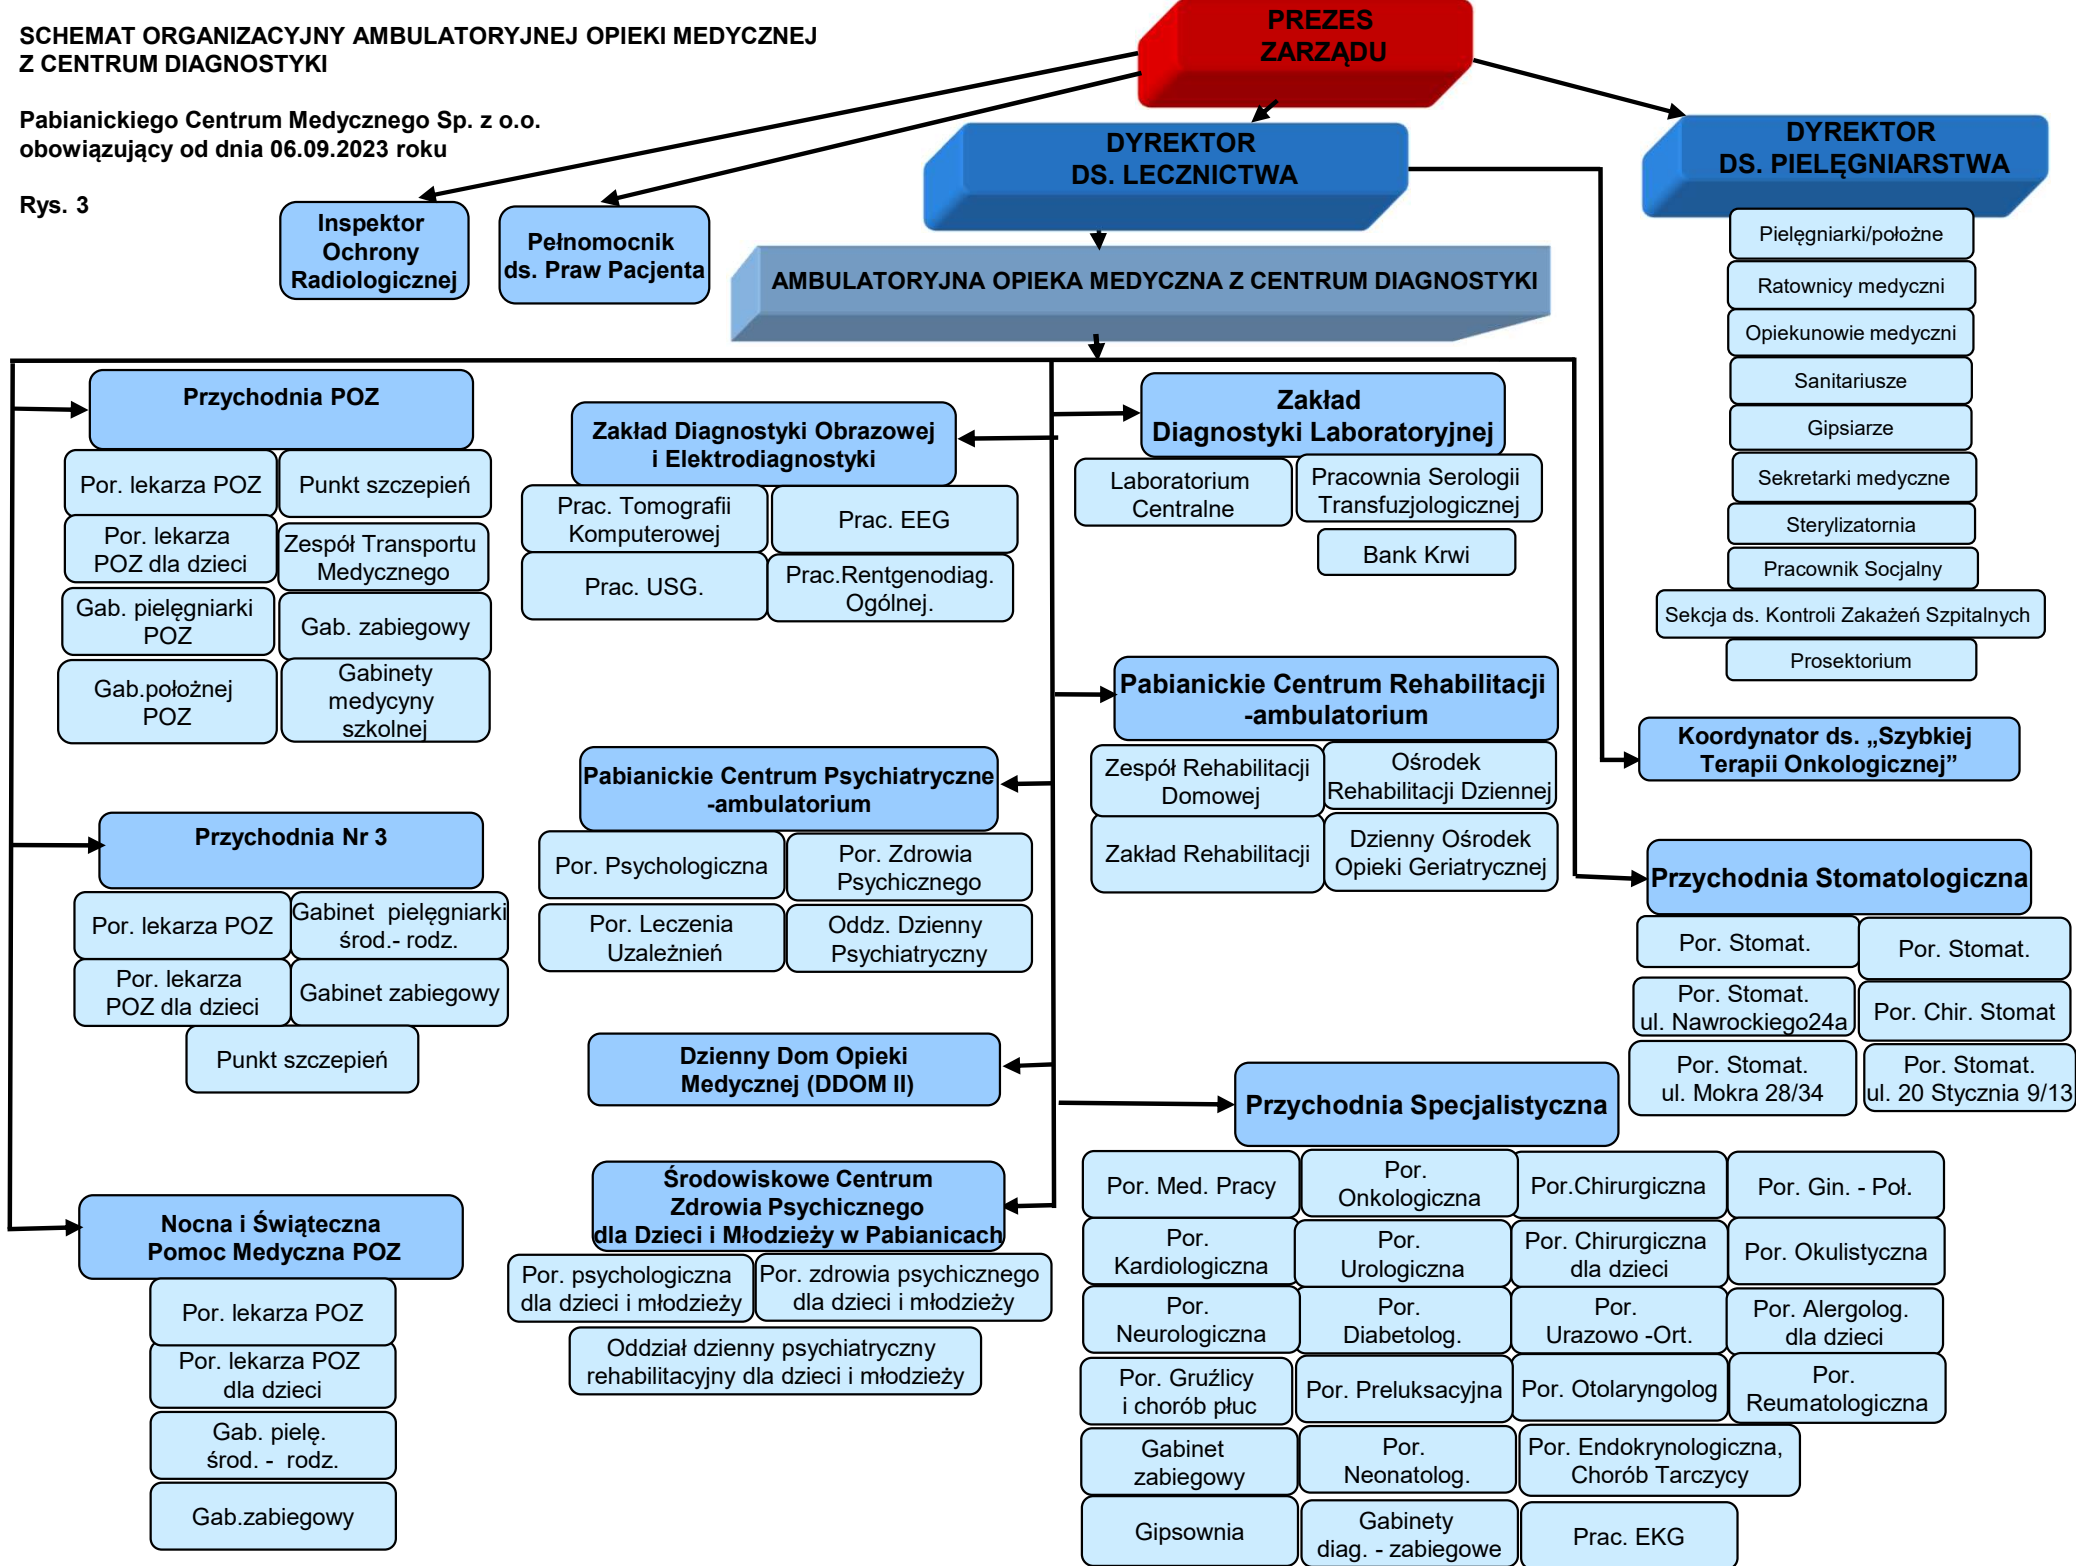 SCHEMAT ORGANIZACYJNY AMBULATORYJNEJ OPIEKI MEDYCZNEJ
Z CENTRUM DIAGNOSTYKI
Pabianickiego Centrum Medycznego Sp. z o.o.
obowiązujący od dnia 06.09.2023 roku
Rys. 3
PREZES
ZARZĄDU
DYREKTOR
DS. LECZNICTWA
DYREKTOR
DS. PIELĘGNIARSTWA
Inspektor
Ochrony
Radiologicznej
Pełnomocnik
ds. Praw Pacjenta
AMBULATORYJNA OPIEKA MEDYCZNA Z CENTRUM DIAGNOSTYKI
Pielęgniarki/położne
Ratownicy medyczni
Opiekunowie medyczni
Sanitariusze
Gipsiarze
Sekretarki medyczne
Sterylizatornia
Pracownik Socjalny
Sekcja ds. Kontroli Zakażeń Szpitalnych
Prosektorium
Koordynator ds. „Szybkiej
Terapii Onkologicznej”
Przychodnia POZ
Por. lekarza POZ
Punkt szczepień
Por. lekarza
POZ dla dzieci
Zespół Transportu
Medycznego
Gab. pielęgniarki
POZ
Gab. zabiegowy
Gab.położnej
POZ
Gabinety
medycyny
szkolnej
Przychodnia Nr 3
Por. lekarza POZ
Gabinet pielęgniarki
środ.- rodz.
Por. lekarza
POZ dla dzieci
Gabinet zabiegowy
Punkt szczepień
Nocna i Świąteczna
Pomoc Medyczna POZ
Por. lekarza POZ
Por. lekarza POZ
dla dzieci
Gab. pielę.
środ. - rodz.
Gab.zabiegowy
Zakład Diagnostyki Obrazowej
i Elektrodiagnostyki
Prac. Tomografii
Komputerowej
Prac. EEG
Prac. USG.
Prac.Rentgenodiag.
Ogólnej.
Pabianickie Centrum Psychiatryczne
-ambulatorium
Por. Psychologiczna
Por. Zdrowia
Psychicznego
Por. Leczenia
Uzależnień
Oddz. Dzienny
Psychiatryczny
Dzienny Dom Opieki
Medycznej (DDOM II)
Środowiskowe Centrum
Zdrowia Psychicznego
dla Dzieci i Młodzieży w Pabianicach
Por. psychologiczna
dla dzieci i młodzieży
Por. zdrowia psychicznego
dla dzieci i młodzieży
Oddział dzienny psychiatryczny
rehabilitacyjny dla dzieci i młodzieży
Zakład
Diagnostyki Laboratoryjnej
Laboratorium
Centralne
Pracownia Serologii
Transfuzjologicznej
Bank Krwi
Pabianickie Centrum Rehabilitacji
-ambulatorium
Zespół Rehabilitacji
Domowej
Ośrodek
Rehabilitacji Dziennej
Zakład Rehabilitacji
Dzienny Ośrodek
Opieki Geriatrycznej
Przychodnia Stomatologiczna
Por. Stomat.
Por. Stomat.
Por. Stomat.
ul. Nawrockiego24a
Por. Chir. Stomat
Por. Stomat.
ul. Mokra 28/34
Por. Stomat.
ul. 20 Stycznia 9/13
Przychodnia Specjalistyczna
Por. Med. Pracy
Por.
Onkologiczna
Por.Chirurgiczna
Por. Gin. - Poł.
Por.
Kardiologiczna
Por.
Urologiczna
Por. Chirurgiczna
dla dzieci
Por. Okulistyczna
Por.
Neurologiczna
Por.
Diabetolog.
Por.
Urazowo -Ort.
Por. Alergolog.
dla dzieci
Por. Gruźlicy
i chorób płuc
Por. Preluksacyjna
Por. Otolaryngolog
Por.
Reumatologiczna
Gabinet
zabiegowy
Por.
Neonatolog.
Por. Endokrynologiczna,
Chorób Tarczycy
Gipsownia
Gabinety
diag. - zabiegowe
Prac. EKG